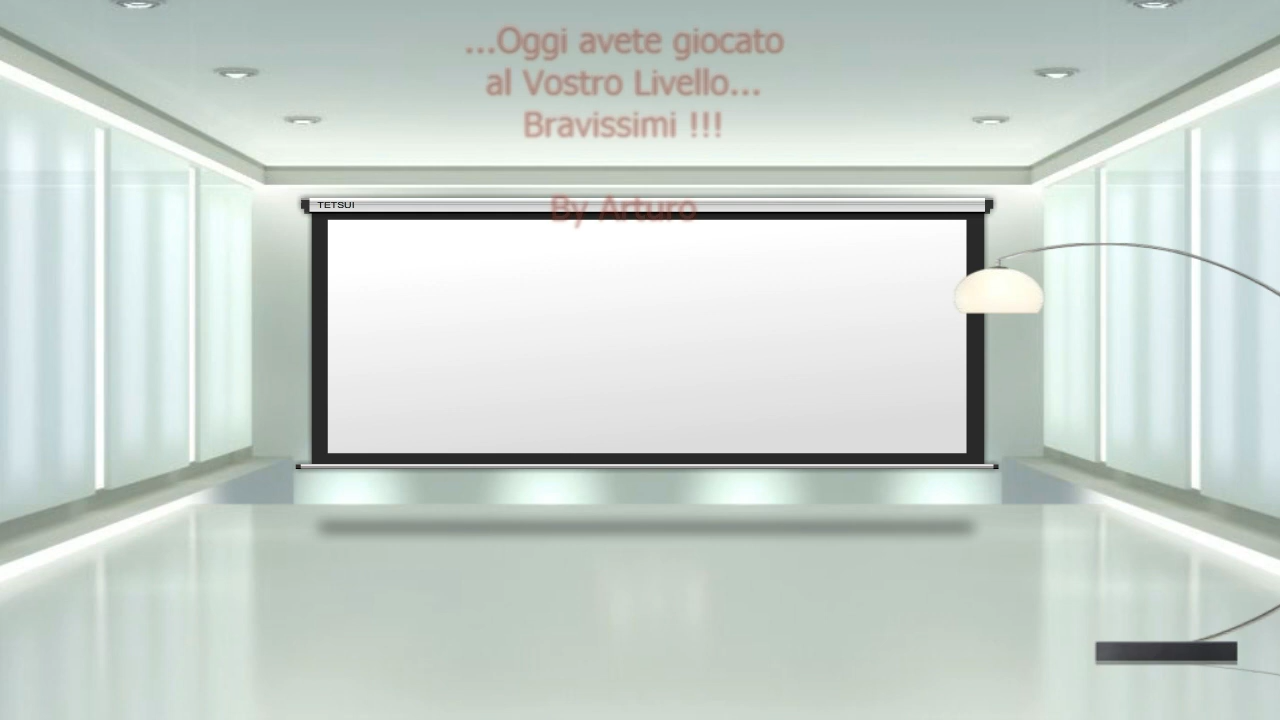 ...Oggi avete giocato
al Vostro Livello...
Bravissimi !!!
By Arturo
TETSUI